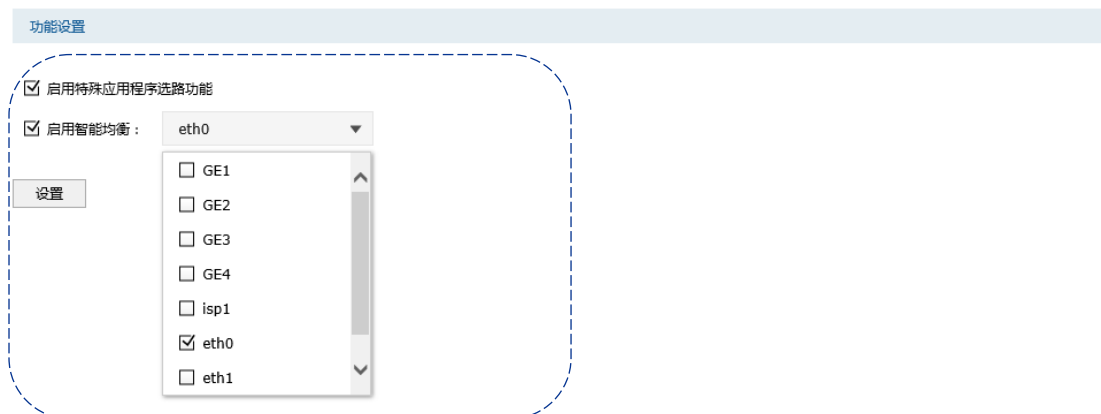 功能设置
启用特殊应用程序选路功能
启用智能均衡： eth0
GE1
设置
GE2
GE3
GE4
isp1
eth0
eth1